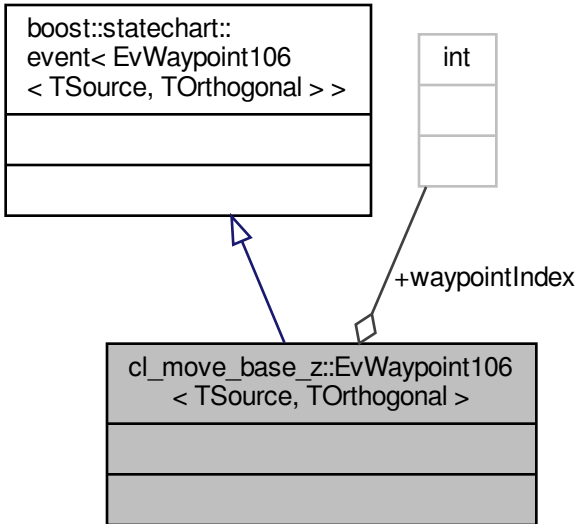 boost::statechart::
event< EvWaypoint106
< TSource, TOrthogonal > >
int
+waypointIndex
cl_move_base_z::EvWaypoint106
< TSource, TOrthogonal >